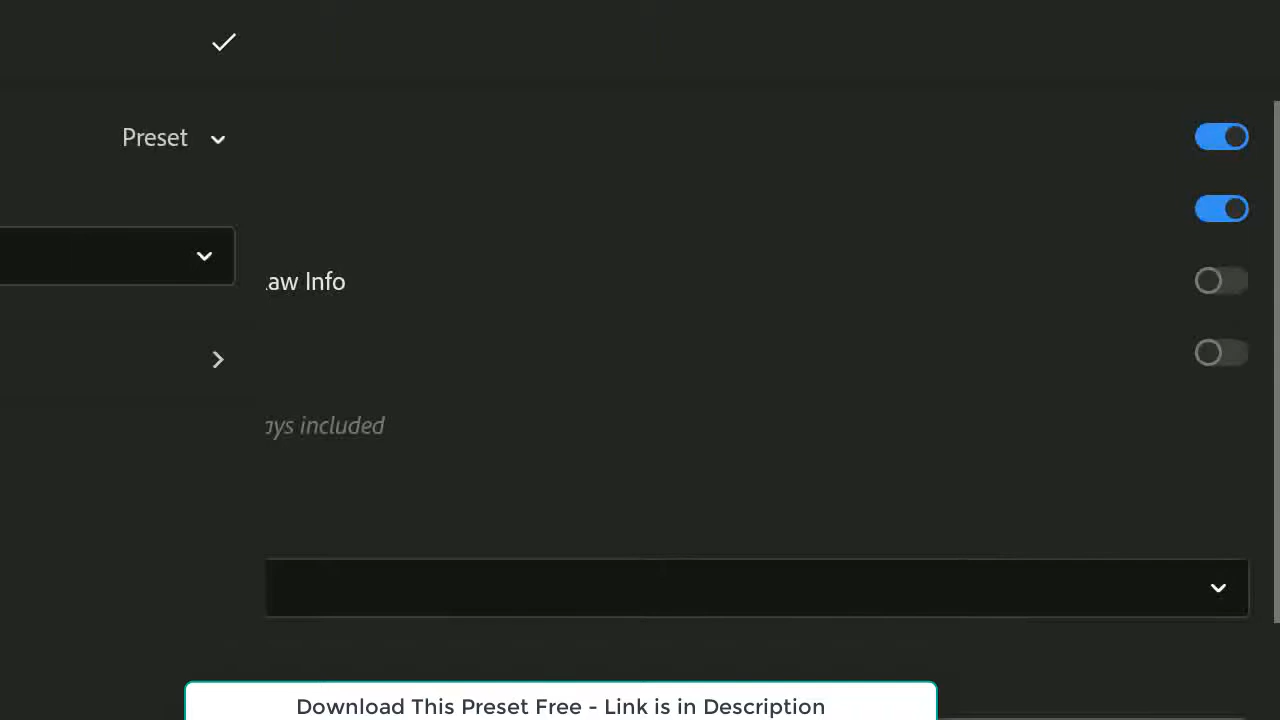 Preset
aw Info
ays included
Download This Preset Free - Link is in Description